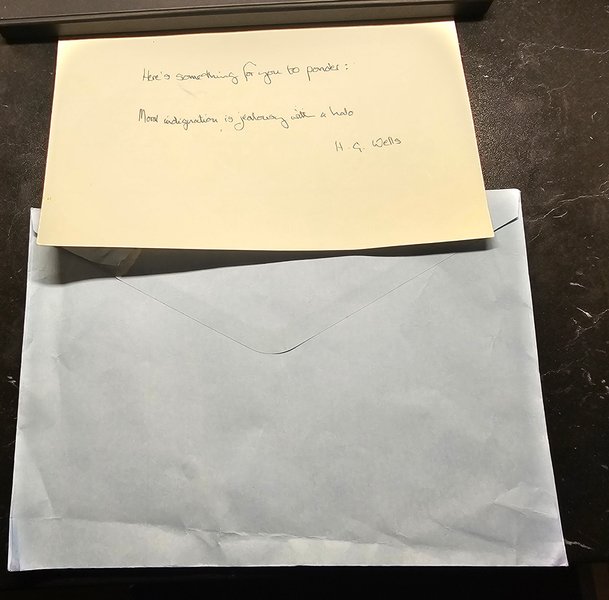 Here's something for you to ponder:
Moral indignation is jealousy with a halo
H. G. Wells